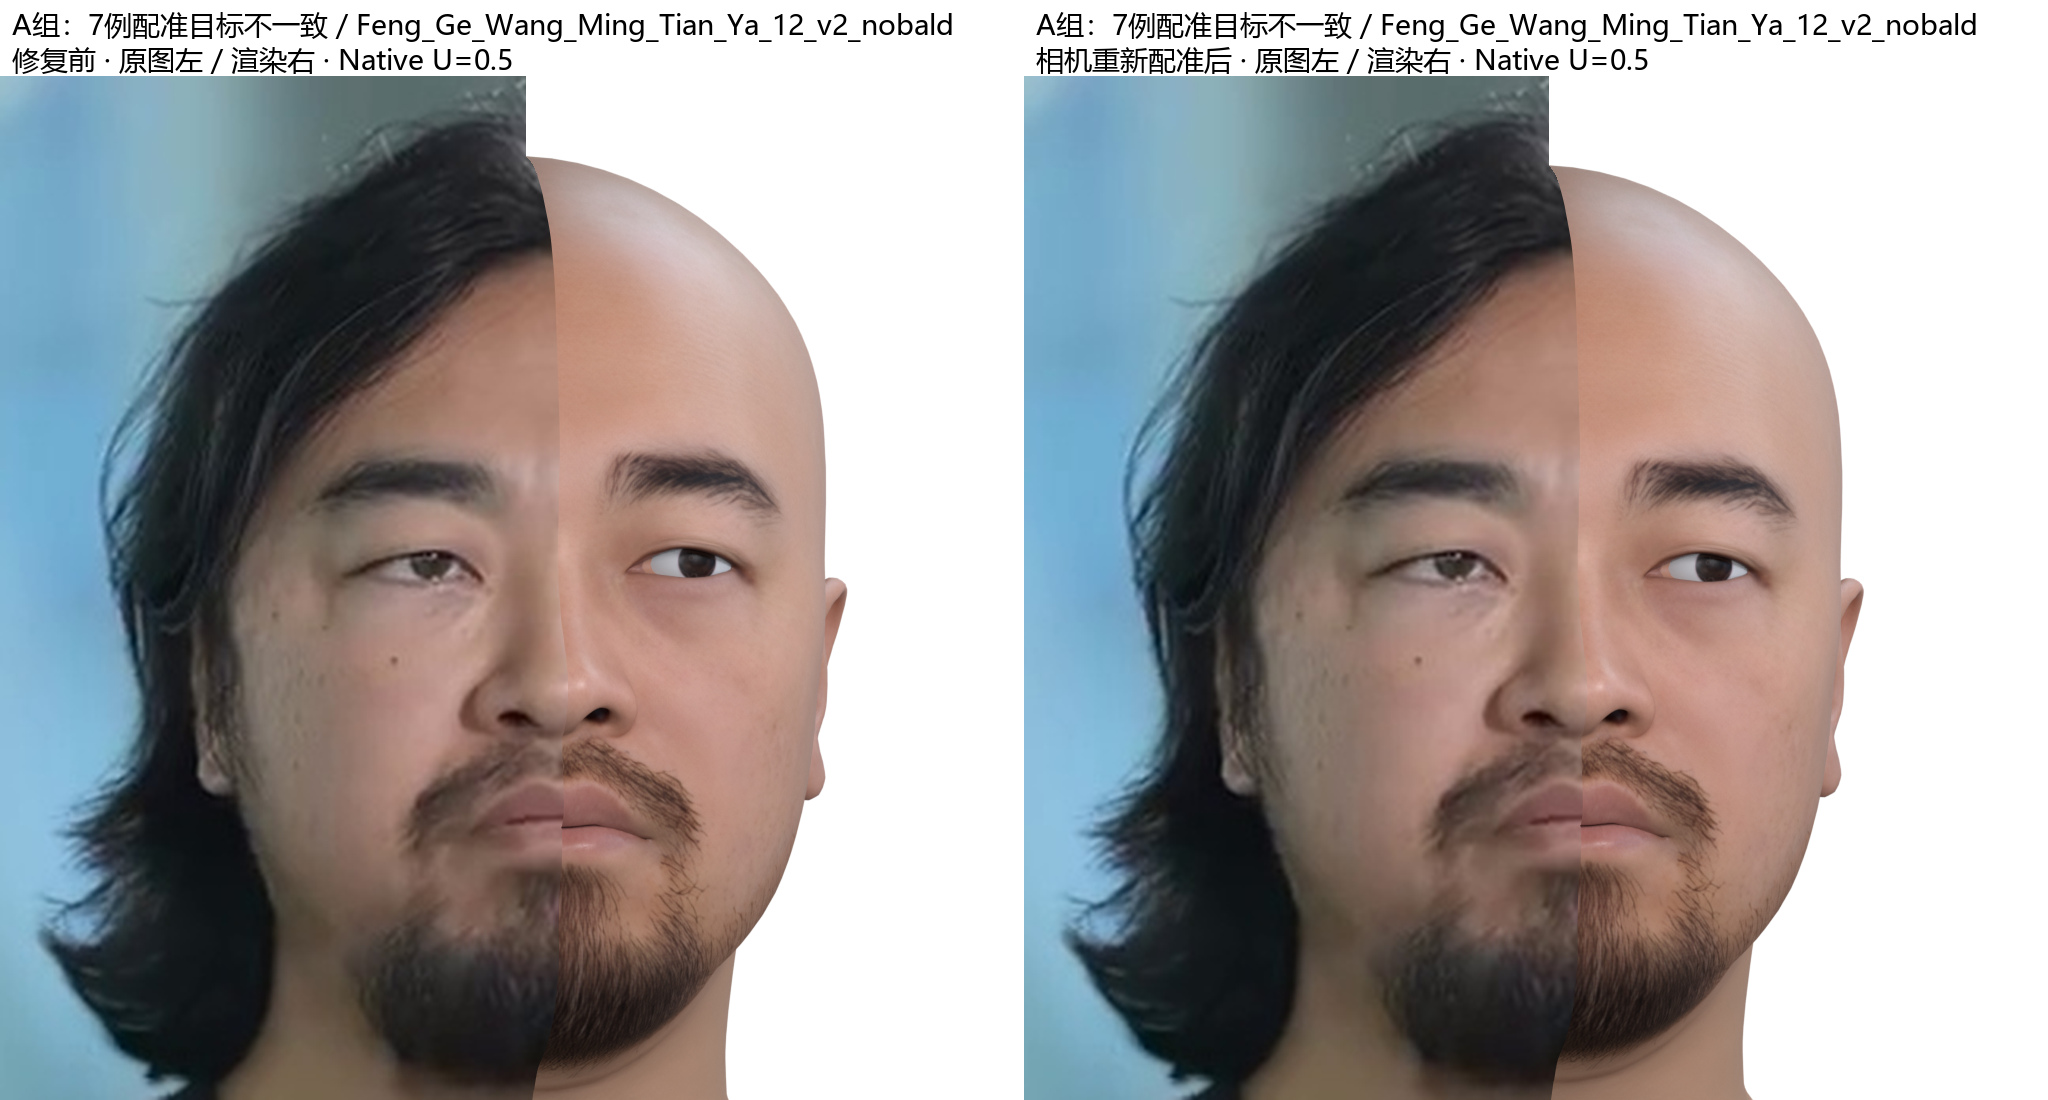 A组：7例配准目标不一致 / Feng_Ge_Wang_Ming_Tian_Ya_12_v2_nobald
修复前 · 原图左 / 渲染右 · Native U=0.5
A组：7例配准目标不一致 / Feng_Ge_Wang_Ming_Tian_Ya_12_v2_nobald
相机重新配准后 · 原图左 / 渲染右 · Native U=0.5